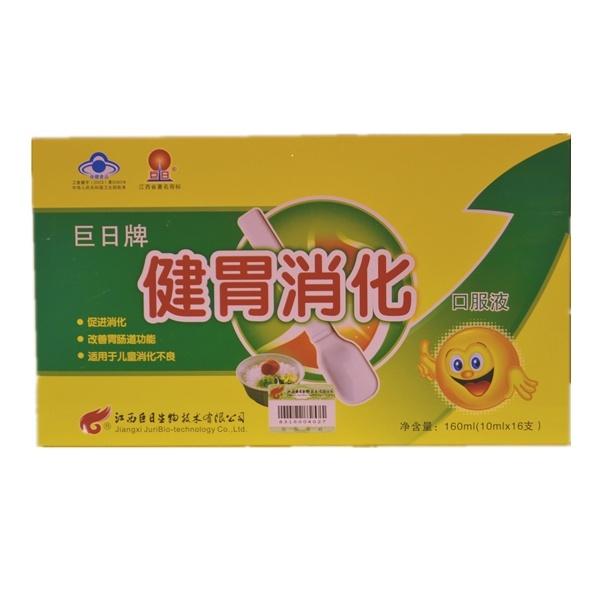 保健食品
巨日
®
江西省著名商标
巨日牌
健胃消化
口服液
促进消化
改善胃肠道功能
适用于儿童消化不良
江西巨日生物技术有限公司
Jiangxi JuriBio-technology Co.,Ltd.
6316004027
净含量：160ml(10mlx16支)